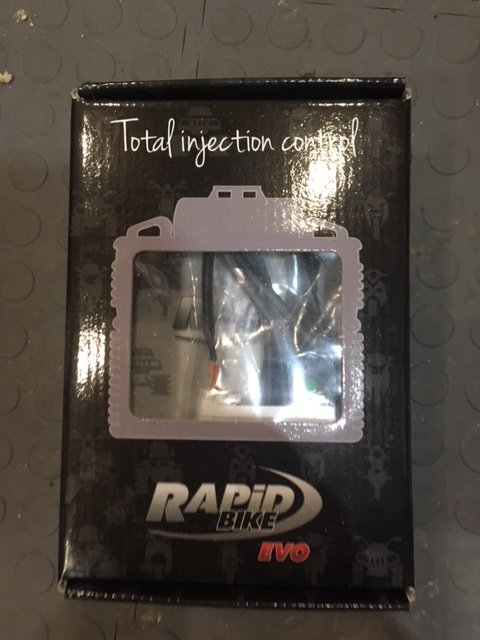 Total injection control
RAPiD
BIKE
EVO